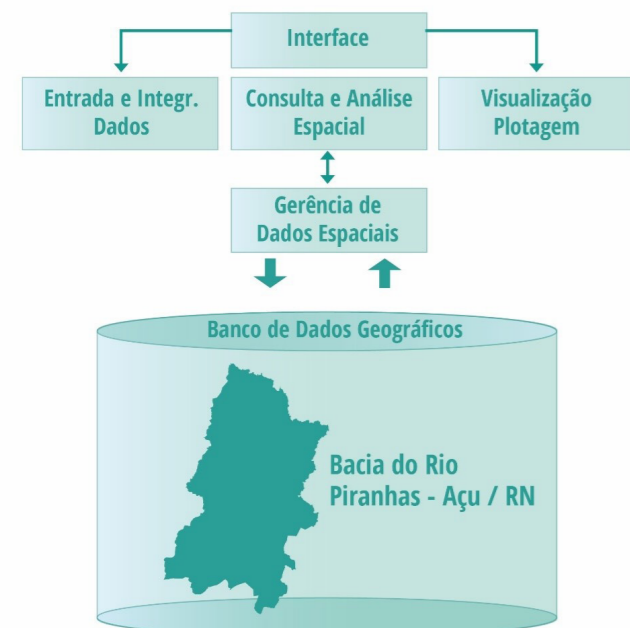 Interface
Entrada e Integr.
Dados
Consulta e Análise
Espacial
Visualização
Plotagem
Gerência de
Dados Espaciais
Banco de Dados Geográficos
Bacia do Rio
Piranhas - Açu / RN